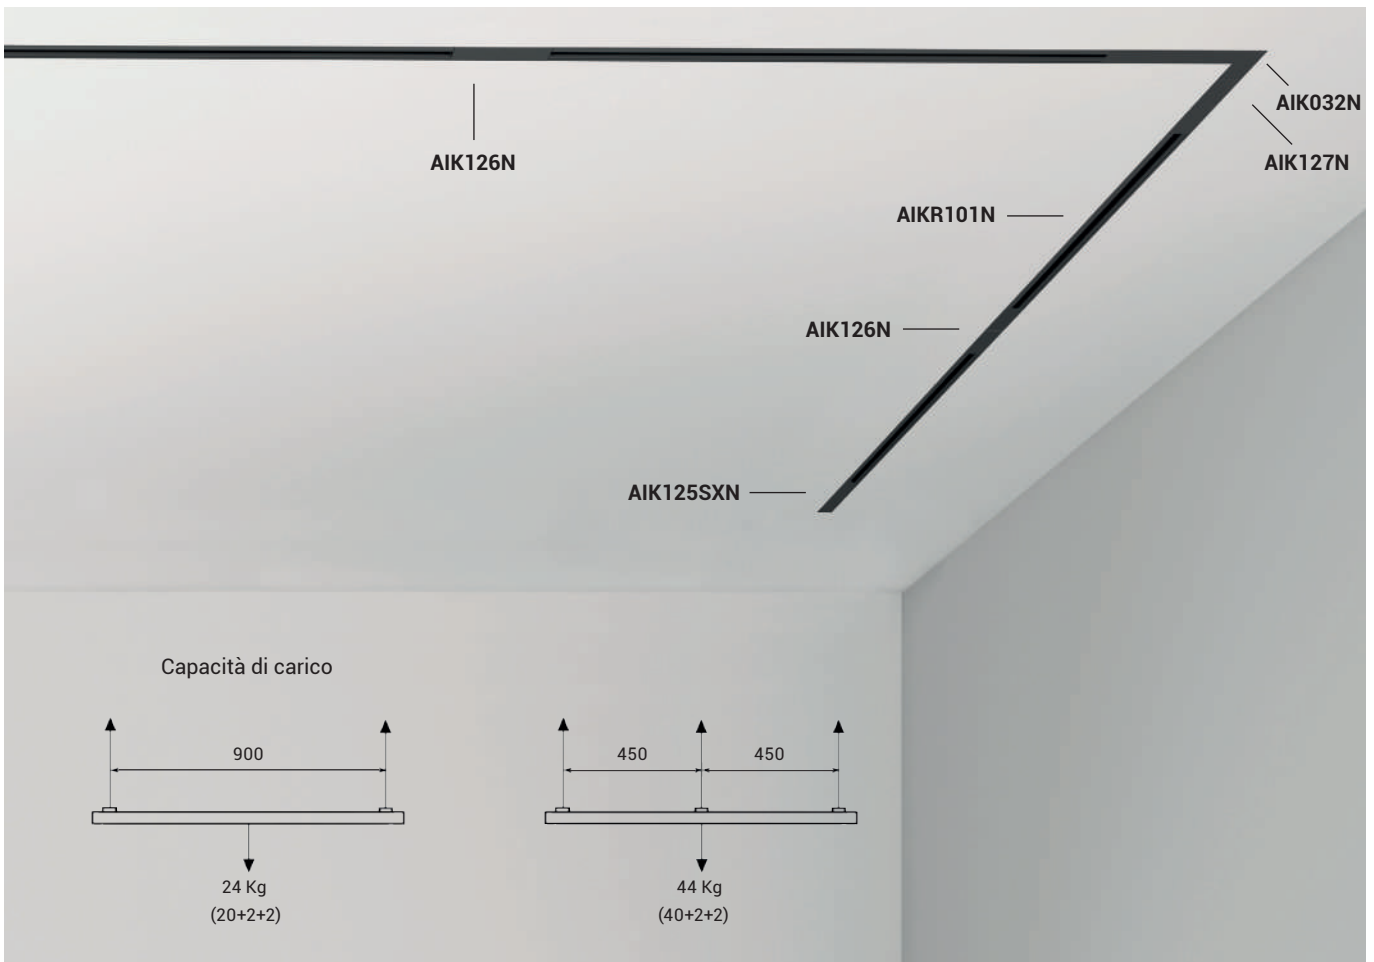 AIK032N
AIK126N
AIK127N
AIKR101N
AIK126N
AIK125SXN
Capacità di carico
900
450 450
24 Kg
(20+2+2)
44 Kg
(40+2+2)